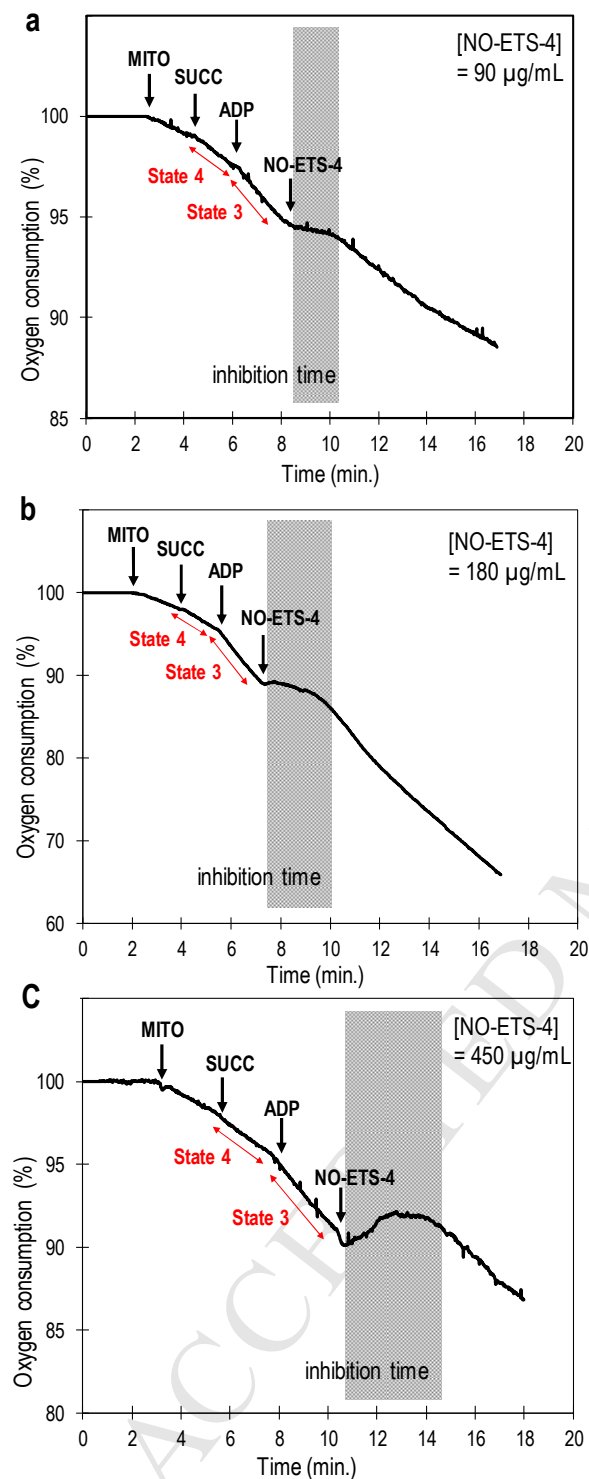 a
MITO
SUCC
ADP
NO-ETS-4
[NO-ETS-4]
= 90 µg/mL
State 4
State 3
inhibition time
Oxygen consumption (%)
100
95
90
85
0 2 4 6 8 10 12 14 16 18 20
Time (min.)
b
MITO
SUCC
ADP
NO-ETS-4
[NO-ETS-4]
= 180 µg/mL
State 4
State 3
inhibition time
Oxygen consumption (%)
100
90
80
70
60
0 2 4 6 8 10 12 14 16 18 20
Time (min.)
C
MITO
SUCC
ADP
NO-ETS-4
[NO-ETS-4]
= 450 µg/mL
State 4
State 3
inhibition time
Oxygen consumption (%)
100
95
90
85
80
0 2 4 6 8 10 12 14 16 18 20
Time (min.)